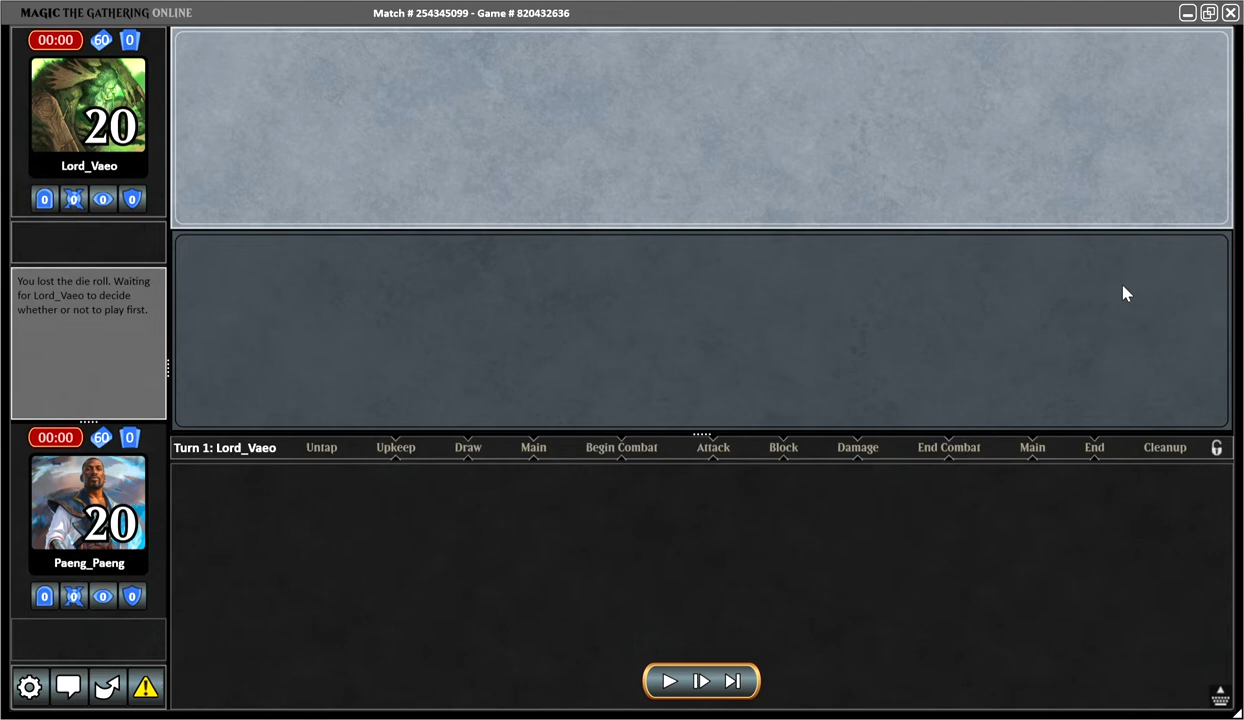 MAGIC THE GATHERING ONLINE
Match # 254345099 - Game # 820432636
00:00 60 0
20
Lord_Vaeo
0 0 0 0
You lost the die roll. Waiting
for Lord_Vaeo to decide
whether or not to play first.
00:00 60 0
20
Paeng_Paeng
0 0 0 0
Turn 1: Lord_Vaeo Untap Upkeep Draw Main Begin Combat Attack Block Damage End Combat Main End Cleanup